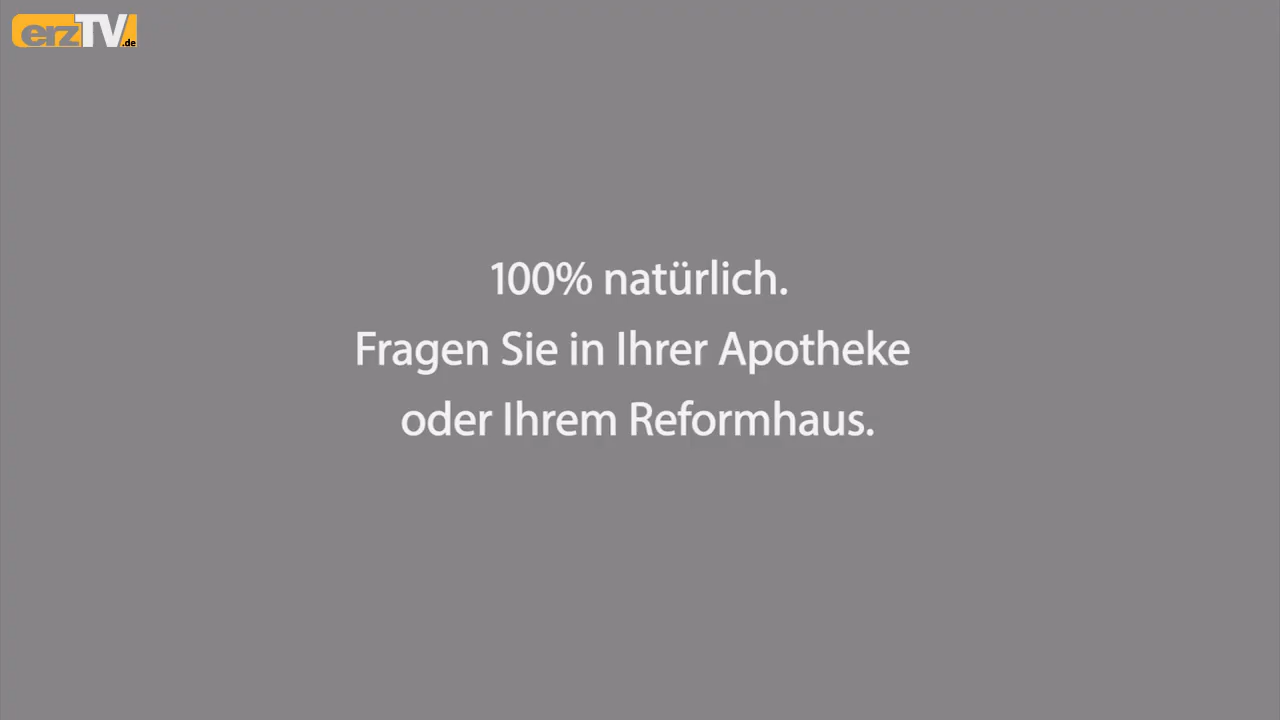 erzTV.de
100% natürlich.
Fragen Sie in Ihrer Apotheke
oder Ihrem Reformhaus.